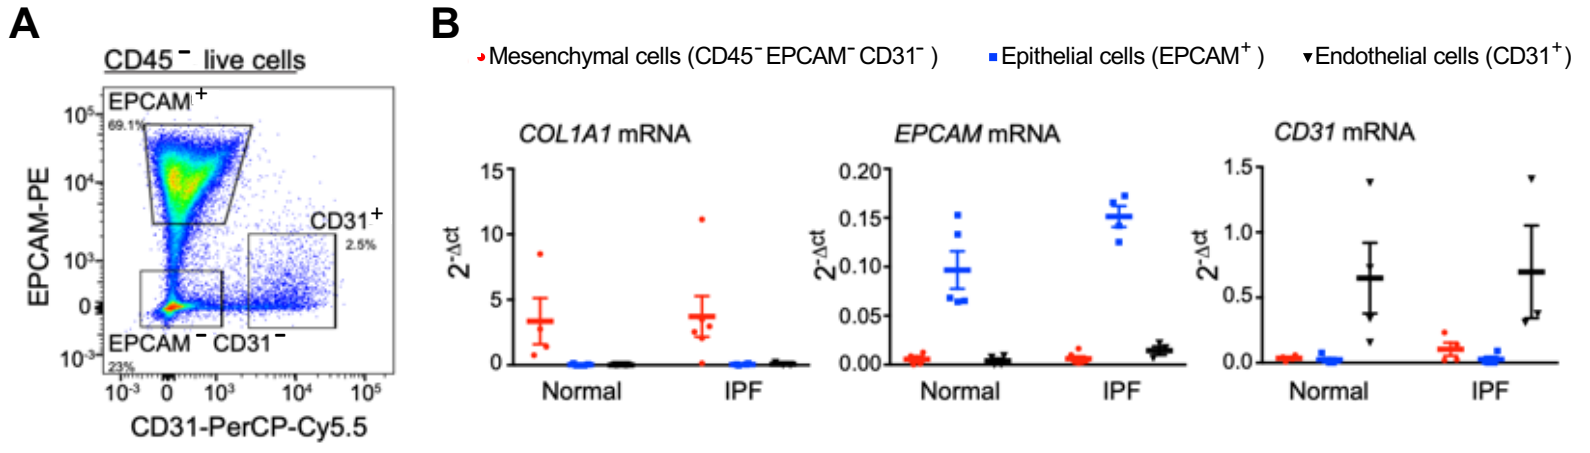 A
CD45⁻ live cells
EPCAM⁺
69.1%
CD31⁺
2.5%
EPCAM⁻ CD31⁻
23%
EPCAM-PE
10⁵
10⁴
10³
0
10⁻³
10⁻³ 0 10³ 10⁴ 10⁵
CD31-PerCP-Cy5.5
B
Mesenchymal cells (CD45⁻ EPCAM⁻ CD31⁻) Epithelial cells (EPCAM⁺) Endothelial cells (CD31⁺)
COL1A1 mRNA
2^-Δct
15
10
5
0
Normal IPF
EPCAM mRNA
2^-Δct
0.20
0.15
0.10
0.05
0.00
Normal IPF
CD31 mRNA
2^-Δct
1.5
1.0
0.5
0.0
Normal IPF